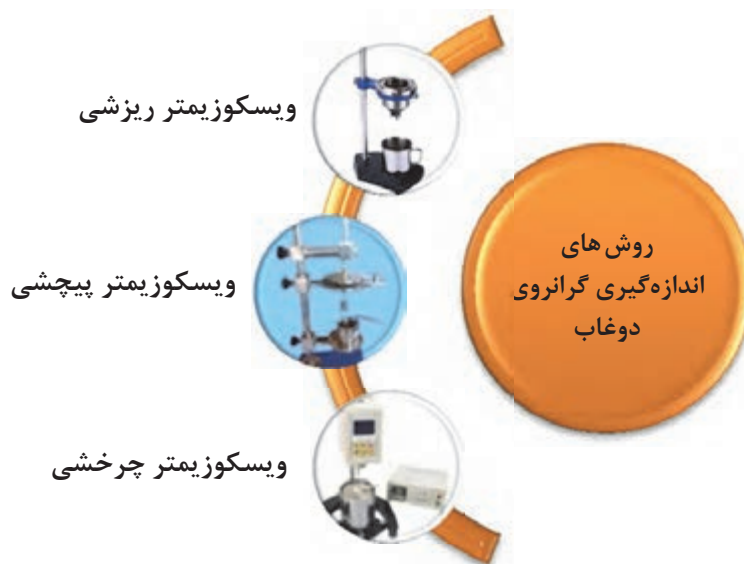 روش های
اندازه‌گیری گرانروی
دوغاب
ویسکوزیمتر ریزشی
ویسکوزیمتر پیچشی
ویسکوزیمتر چرخشی